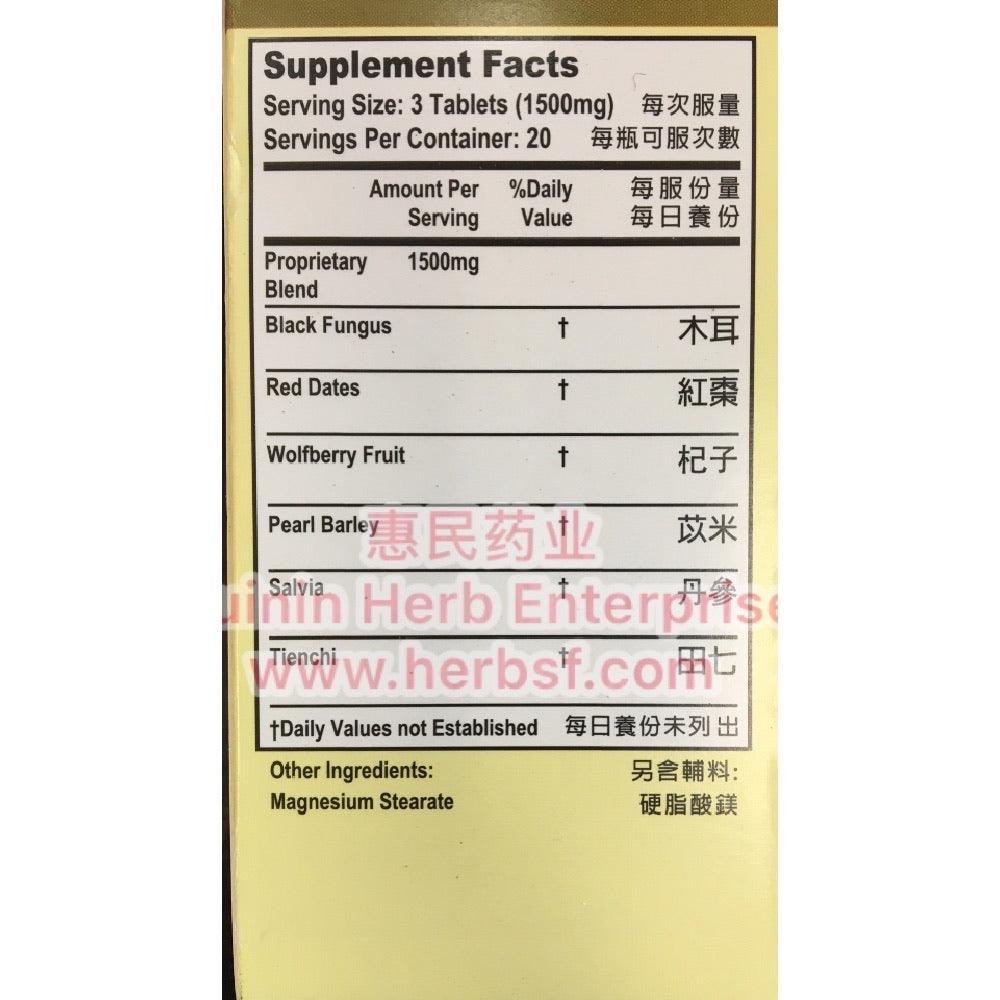 Supplement Facts
Serving Size: 3 Tablets (1500mg) 每次服量
Servings Per Container: 20 每瓶可服次數
Amount Per %Daily 每服份量
Serving Value 每日養份
Proprietary 1500mg
Blend
Black Fungus † 木耳
Red Dates † 紅棗
Wolfberry Fruit † 杞子
Pearl Barley † 苡米
惠民药业
Salvia † 丹參
uinin Herb Enterprise
Tienchi † 田七
www.herbsf.com
†Daily Values not Established 每日養份未列出
Other Ingredients: 另含輔料:
Magnesium Stearate 硬脂酸鎂